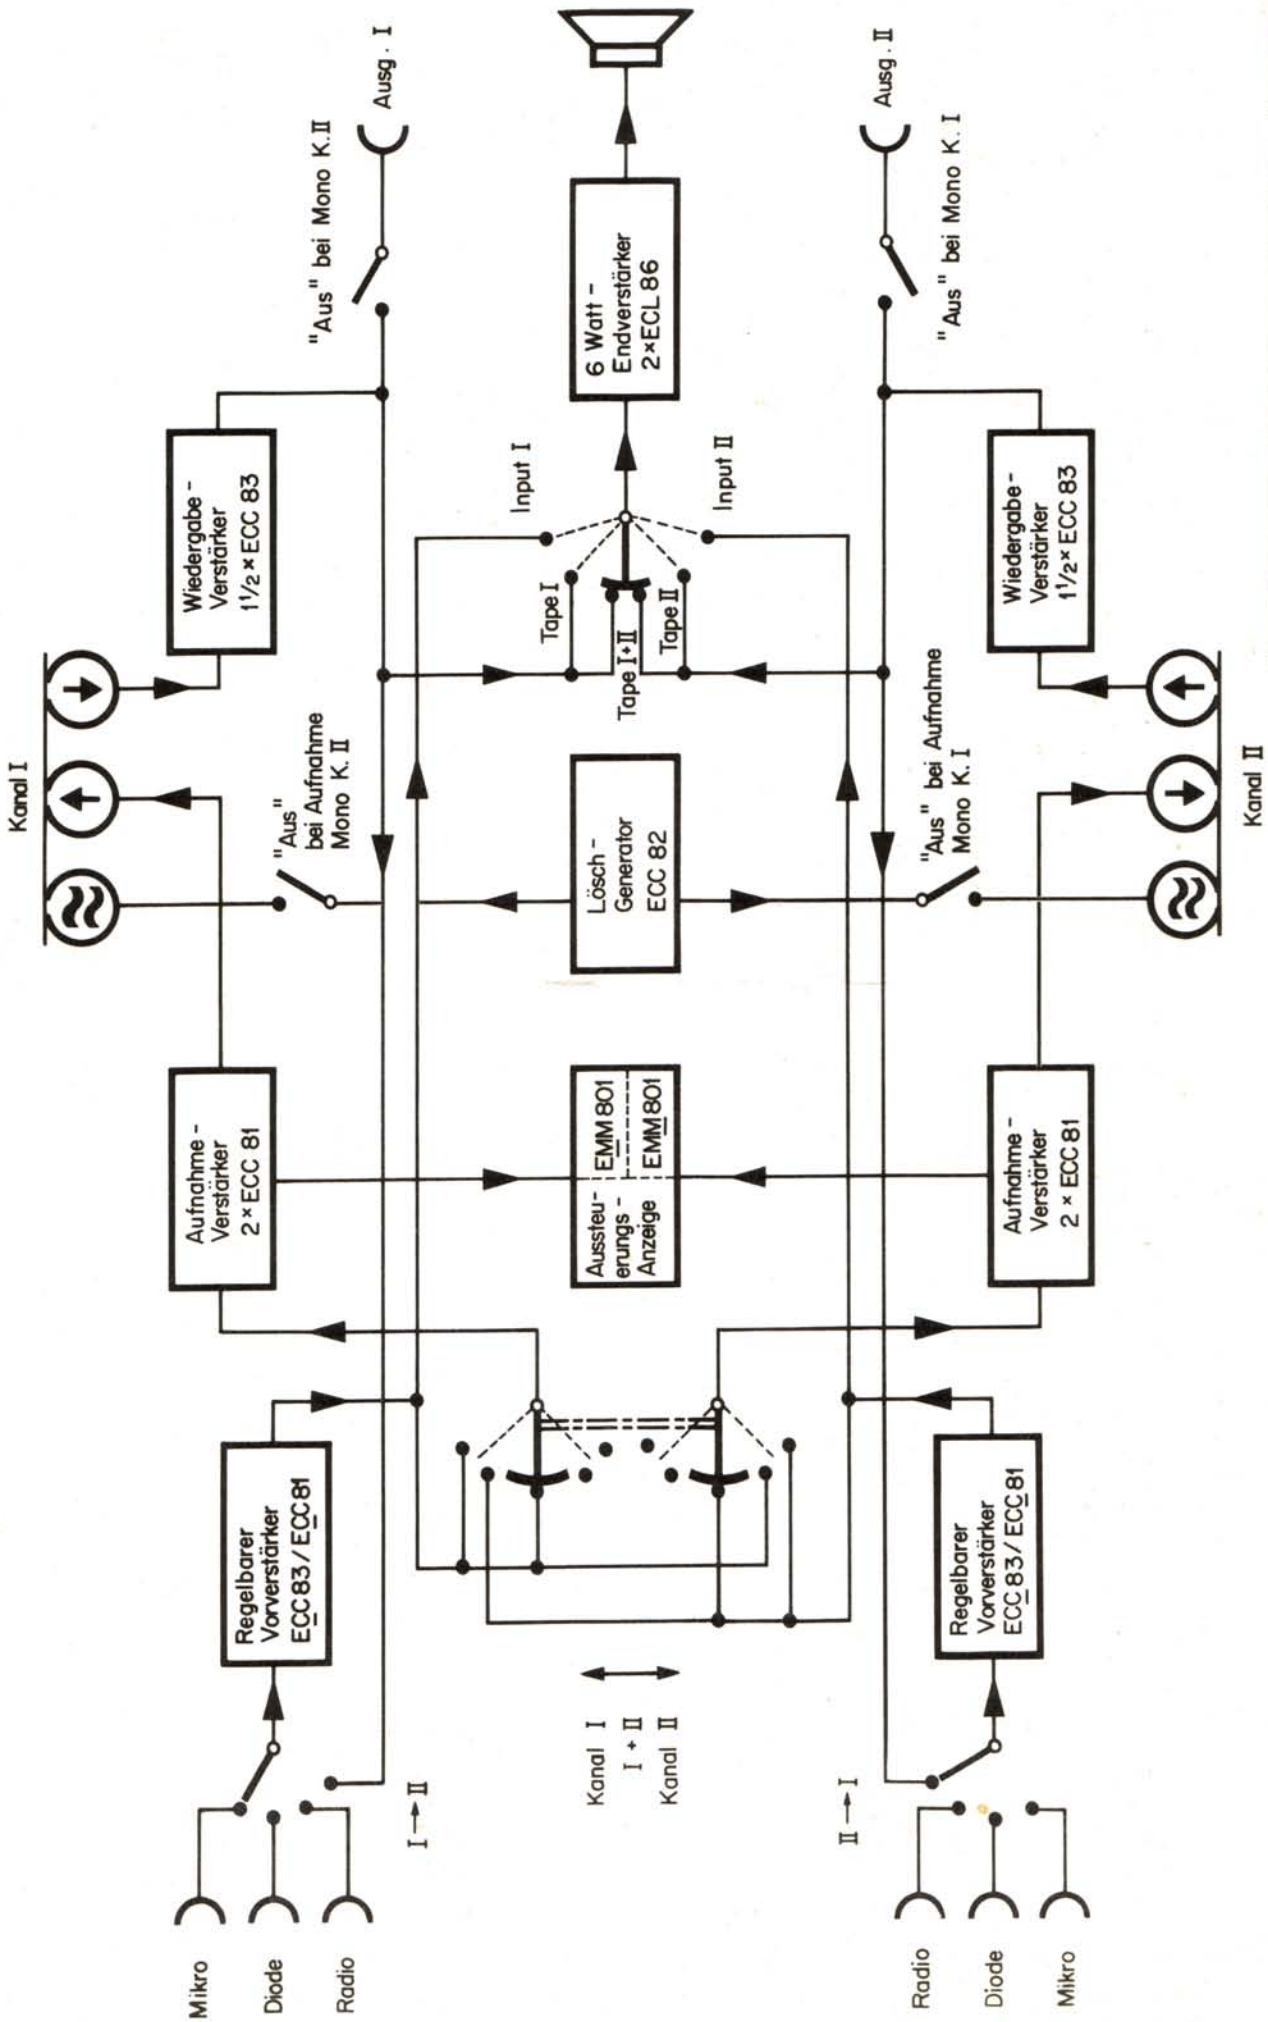 Kanal I
Mikro
Diode
Radio
Regelbarer
Vorverstärker
ECC 83 / ECC 81
Aufnahme-
Verstärker
2 × ECC 81
Wiedergabe-
Verstärker
1 1/2 × ECC 83
"Aus"
bei Aufnahme
Mono K. II
"Aus" bei Mono K. II
Ausg. I
I → II
Kanal I
I + II
Kanal II
Aussteu-
erungs-
Anzeige
EMM 801
EMM 801
Lösch-
Generator
ECC 82
Input I
Tape I
Tape I+II
Tape II
Input II
6 Watt-
Endverstärker
2×ECL 86
II → I
"Aus" bei Aufnahme
Mono K. I
"Aus" bei Mono K. I
Ausg. II
Radio
Diode
Mikro
Regelbarer
Vorverstärker
ECC 83 / ECC 81
Aufnahme-
Verstärker
2 × ECC 81
Wiedergabe-
Verstärker
1 1/2 × ECC 83
Kanal II